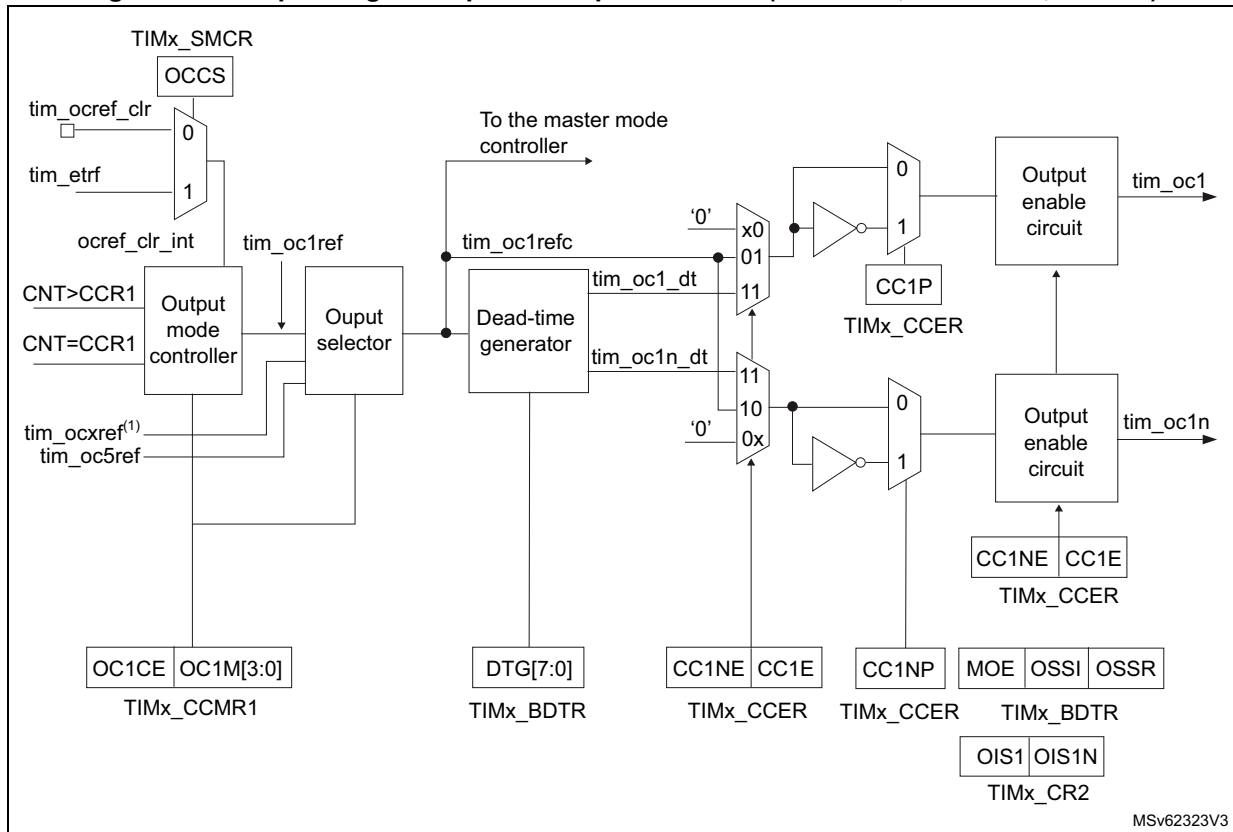 TIMx_SMCR
OCCS
tim_ocref_clr
0
tim_etrf
1
ocref_clr_int
To the master mode
controller
tim_oc1ref
tim_oc1refc
CNT>CCR1
CNT=CCR1
Output
mode
controller
Ouput
selector
Dead-time
generator
tim_oc1_dt
tim_oc1n_dt
tim_ocxref(1)
tim_oc5ref
'0'
x0
01
11
11
10
'0'
0x
0
1
CC1P
TIMx_CCER
0
1
Output
enable
circuit
tim_oc1
Output
enable
circuit
tim_oc1n
CC1NE CC1E
TIMx_CCER
OC1CE OC1M[3:0]
TIMx_CCMR1
DTG[7:0]
TIMx_BDTR
CC1NE CC1E
TIMx_CCER
CC1NP
TIMx_CCER
MOE OSSI OSSR
TIMx_BDTR
OIS1 OIS1N
TIMx_CR2
MSv62323V3